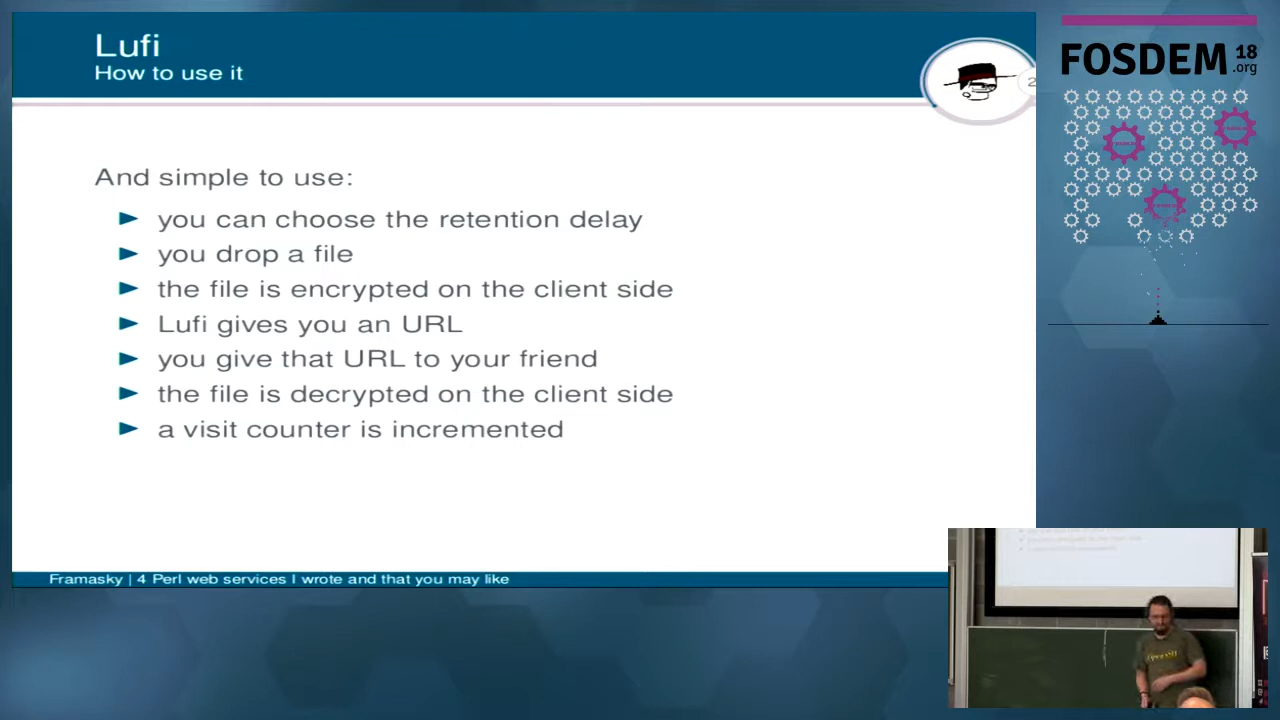 Lufi
How to use it
2
And simple to use:
you can choose the retention delay
you drop a file
the file is encrypted on the client side
Lufi gives you an URL
you give that URL to your friend
the file is decrypted on the client side
a visit counter is incremented
Framasky | 4 Perl web services I wrote and that you may like
FOSDEM 18
.org